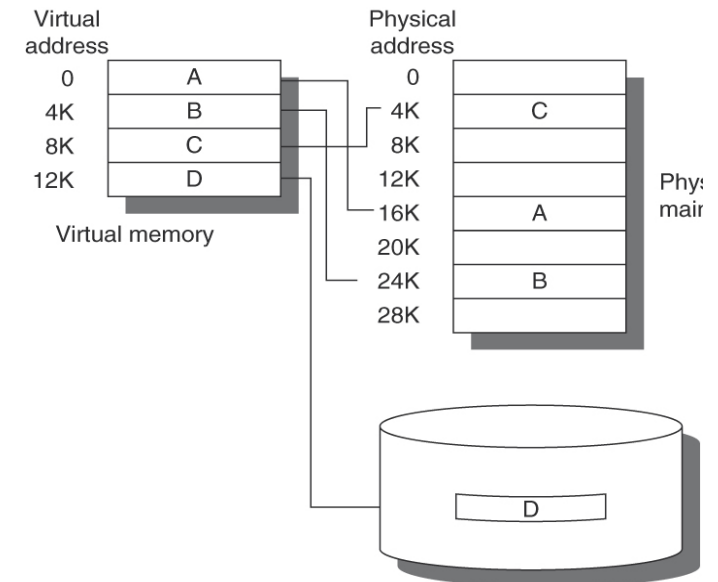 Virtual
address
0
4K
8K
12K
A
B
C
D
Virtual memory
Physical
address
0
4K
8K
12K
16K
20K
24K
28K
C
A
B
D